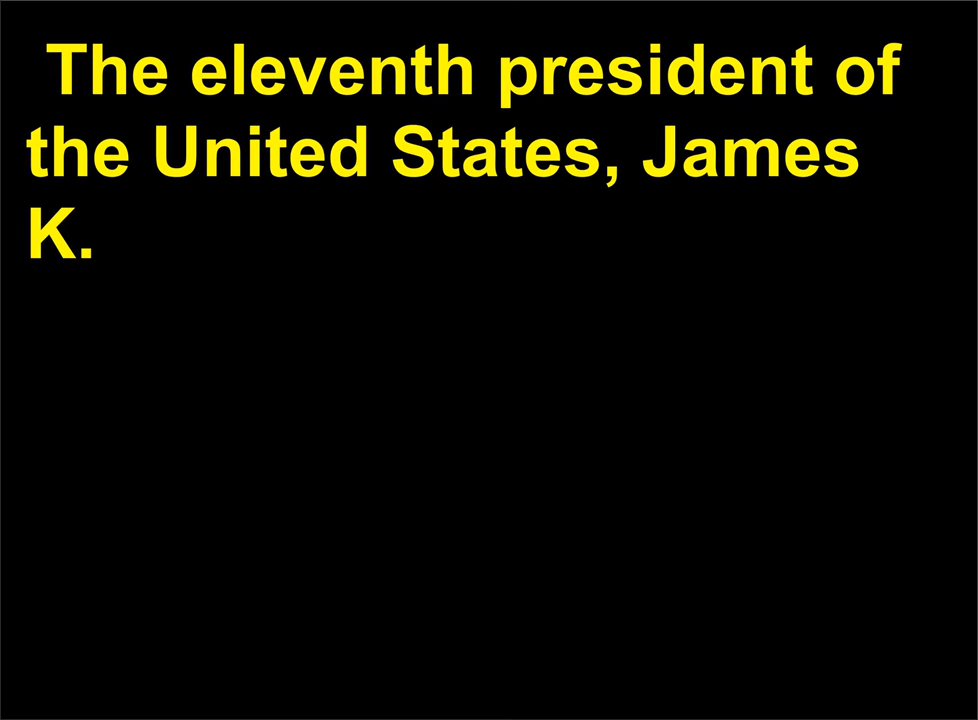 The eleventh president of
the United States, James
K.